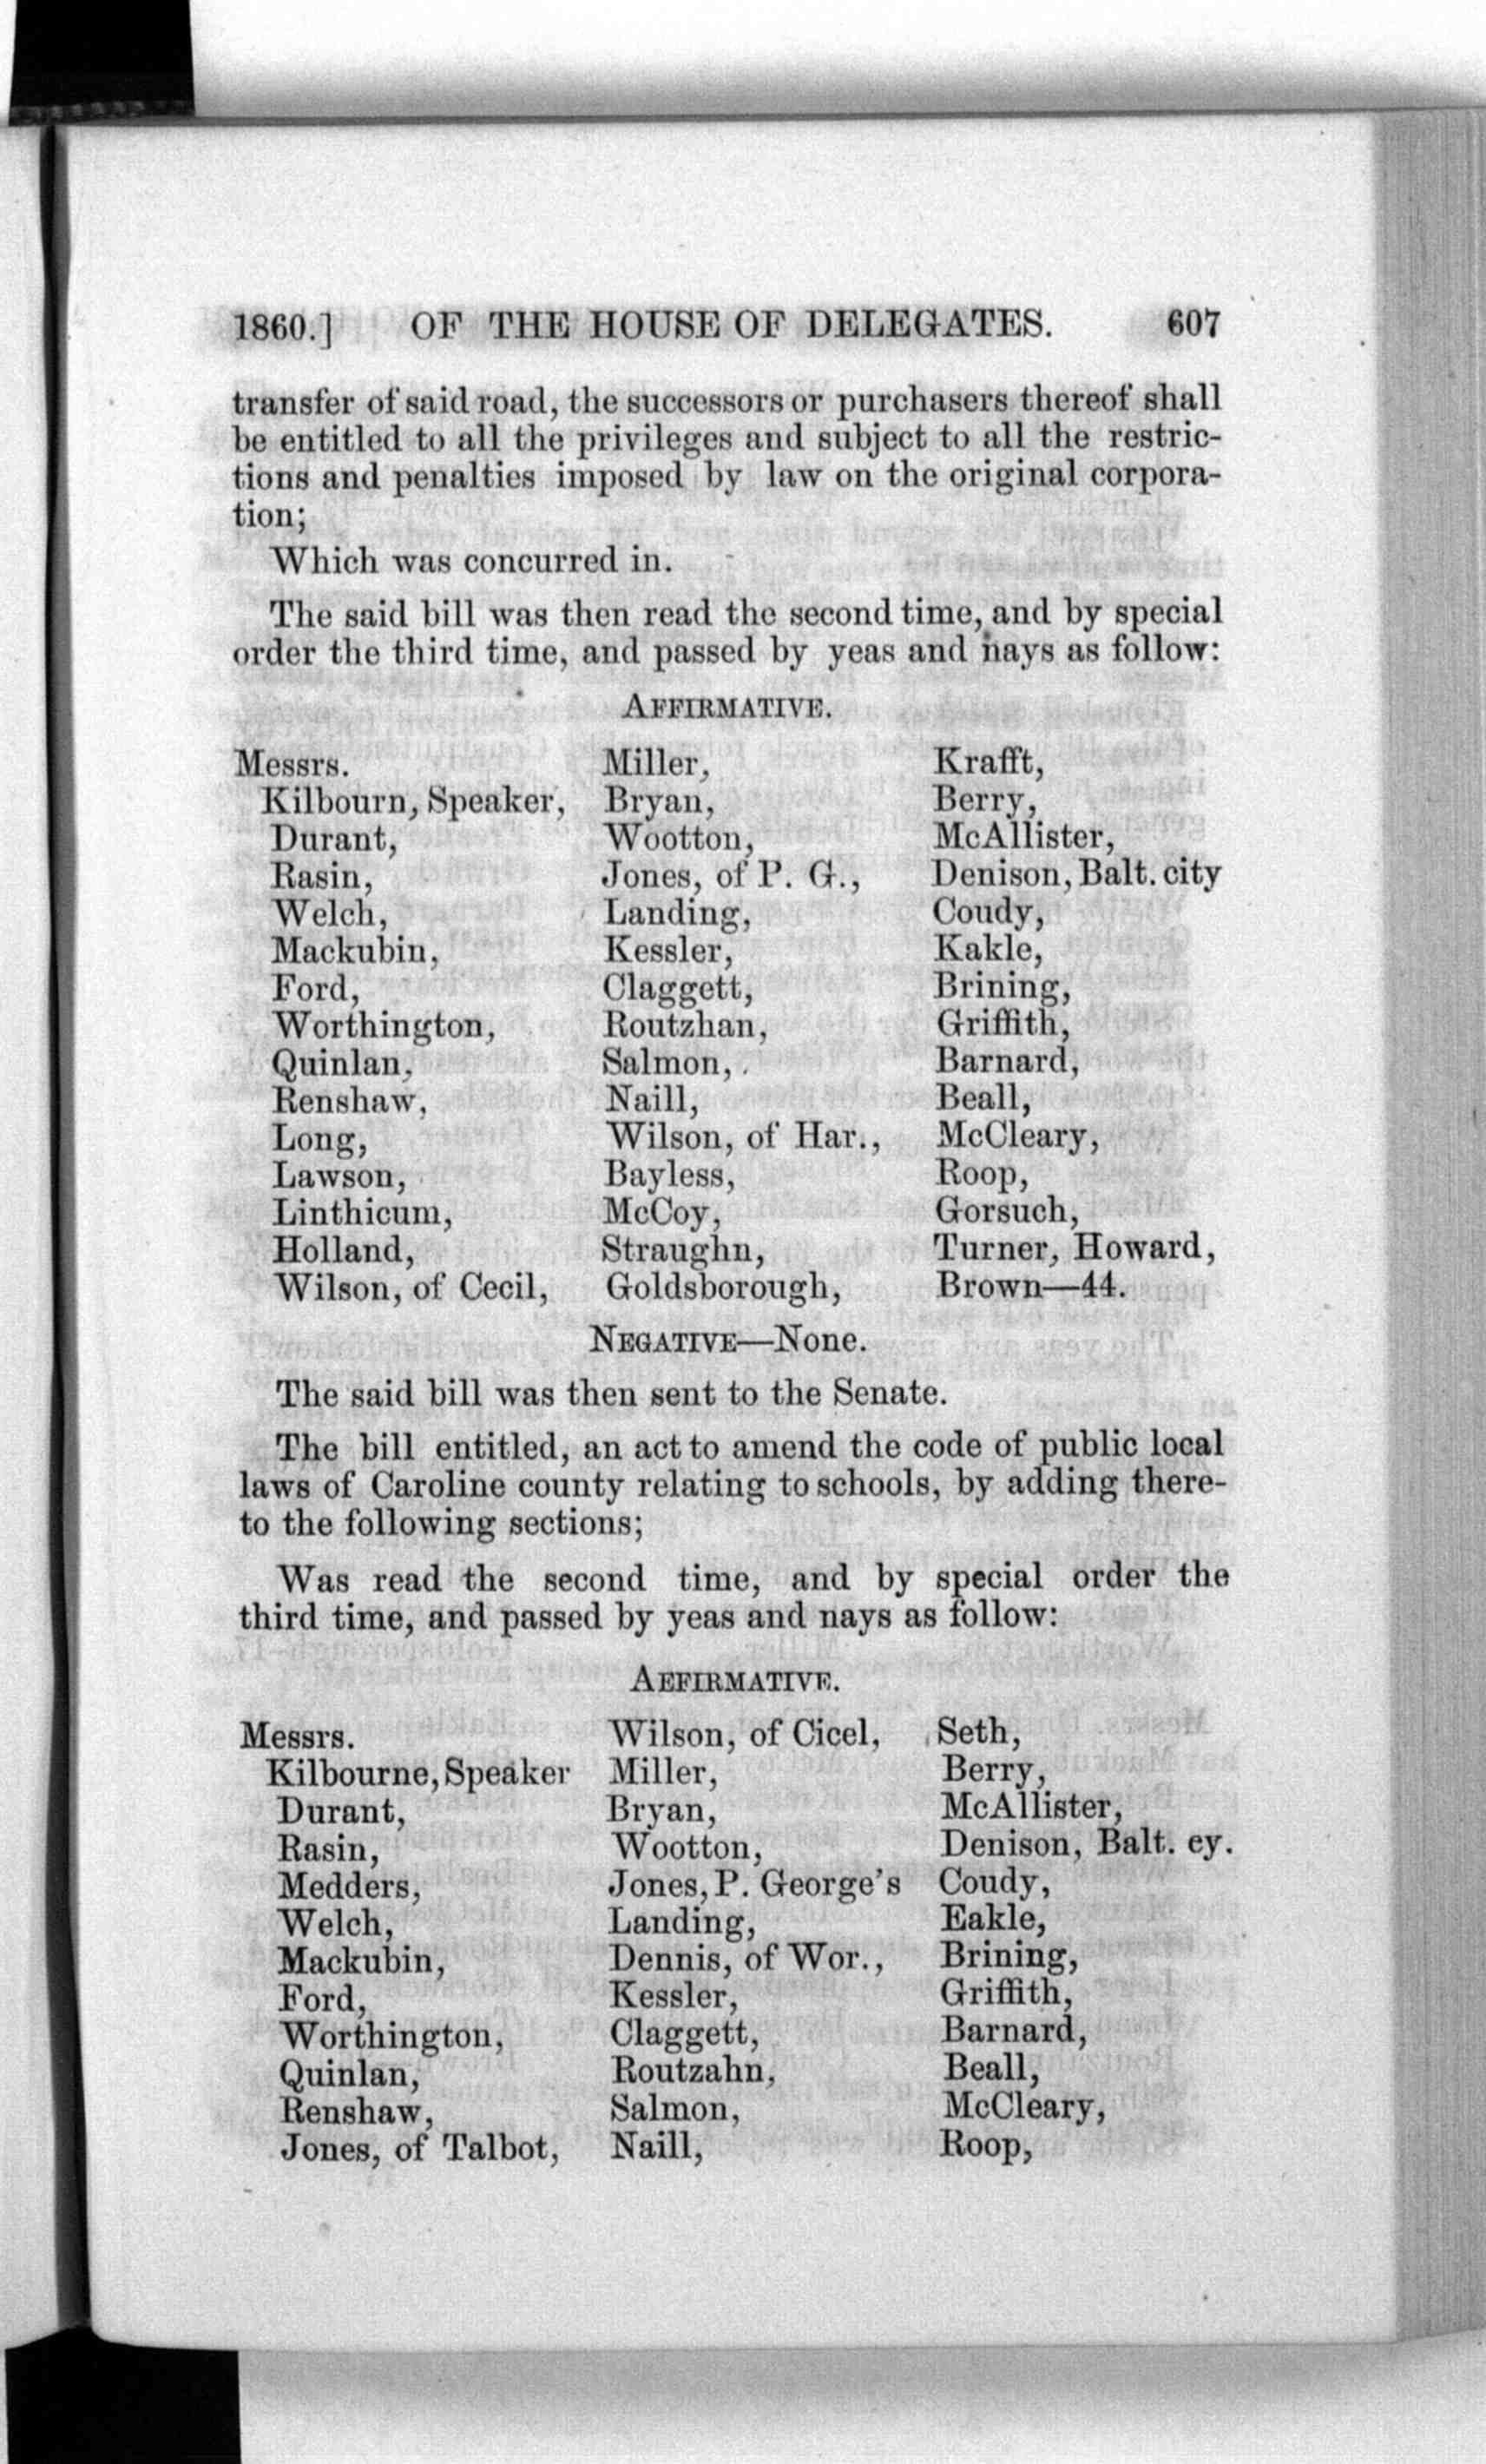 1860.] OF THE HOUSE OF DELEGATES. 607
transfer of said road, the successors or purchasers thereof shall
be entitled to all the privileges and subject to all the restric-
tions and penalties imposed by law on the original corpora-
tion;
Which was concurred in.
The said bill was then read the second time, and by special
order the third time, and passed by yeas and nays as follow:
AFFIRMATIVE.
Messrs. Miller, Krafft,
Kilbourn, Speaker, Bryan, Berry,
Durant, Wootton, McAllister,
Rasin, Jones, of P. G., Denison, Balt. city
Welch, Landing, Coudy,
Mackubin, Kessler, Kakle,
Ford, Claggett, Brining,
Worthington, Routzhan, Griffith,
Quinlan, Salmon, Barnard,
Renshaw, Naill, Beall,
Long, Wilson, of Har., McCleary,
Lawson, Bayless, Roop,
Linthicum, McCoy, Gorsuch,
Holland, Straughn, Turner, Howard,
Wilson, of Cecil, Goldsborough, Brown—44.
NEGATIVE—None.
The said bill was then sent to the Senate.
The bill entitled, an act to amend the code of public local
laws of Caroline county relating to schools, by adding there-
to the following sections;
Was read the second time, and by special order the
third time, and passed by yeas and nays as follow:
AFFIRMATIVE.
Messrs. Wilson, of Cicel, Seth,
Kilbourne, Speaker Miller, Berry,
Durant, Bryan, McAllister,
Rasin, Wootton, Denison, Balt. cy.
Medders, Jones, P. George's Coudy,
Welch, Landing, Eakle,
Mackubin, Dennis, of Wor., Brining,
Ford, Kessler, Griffith,
Worthington, Claggett, Barnard,
Quinlan, Routzahn, Beall,
Renshaw, Salmon, McCleary,
Jones, of Talbot, Naill, Roop,